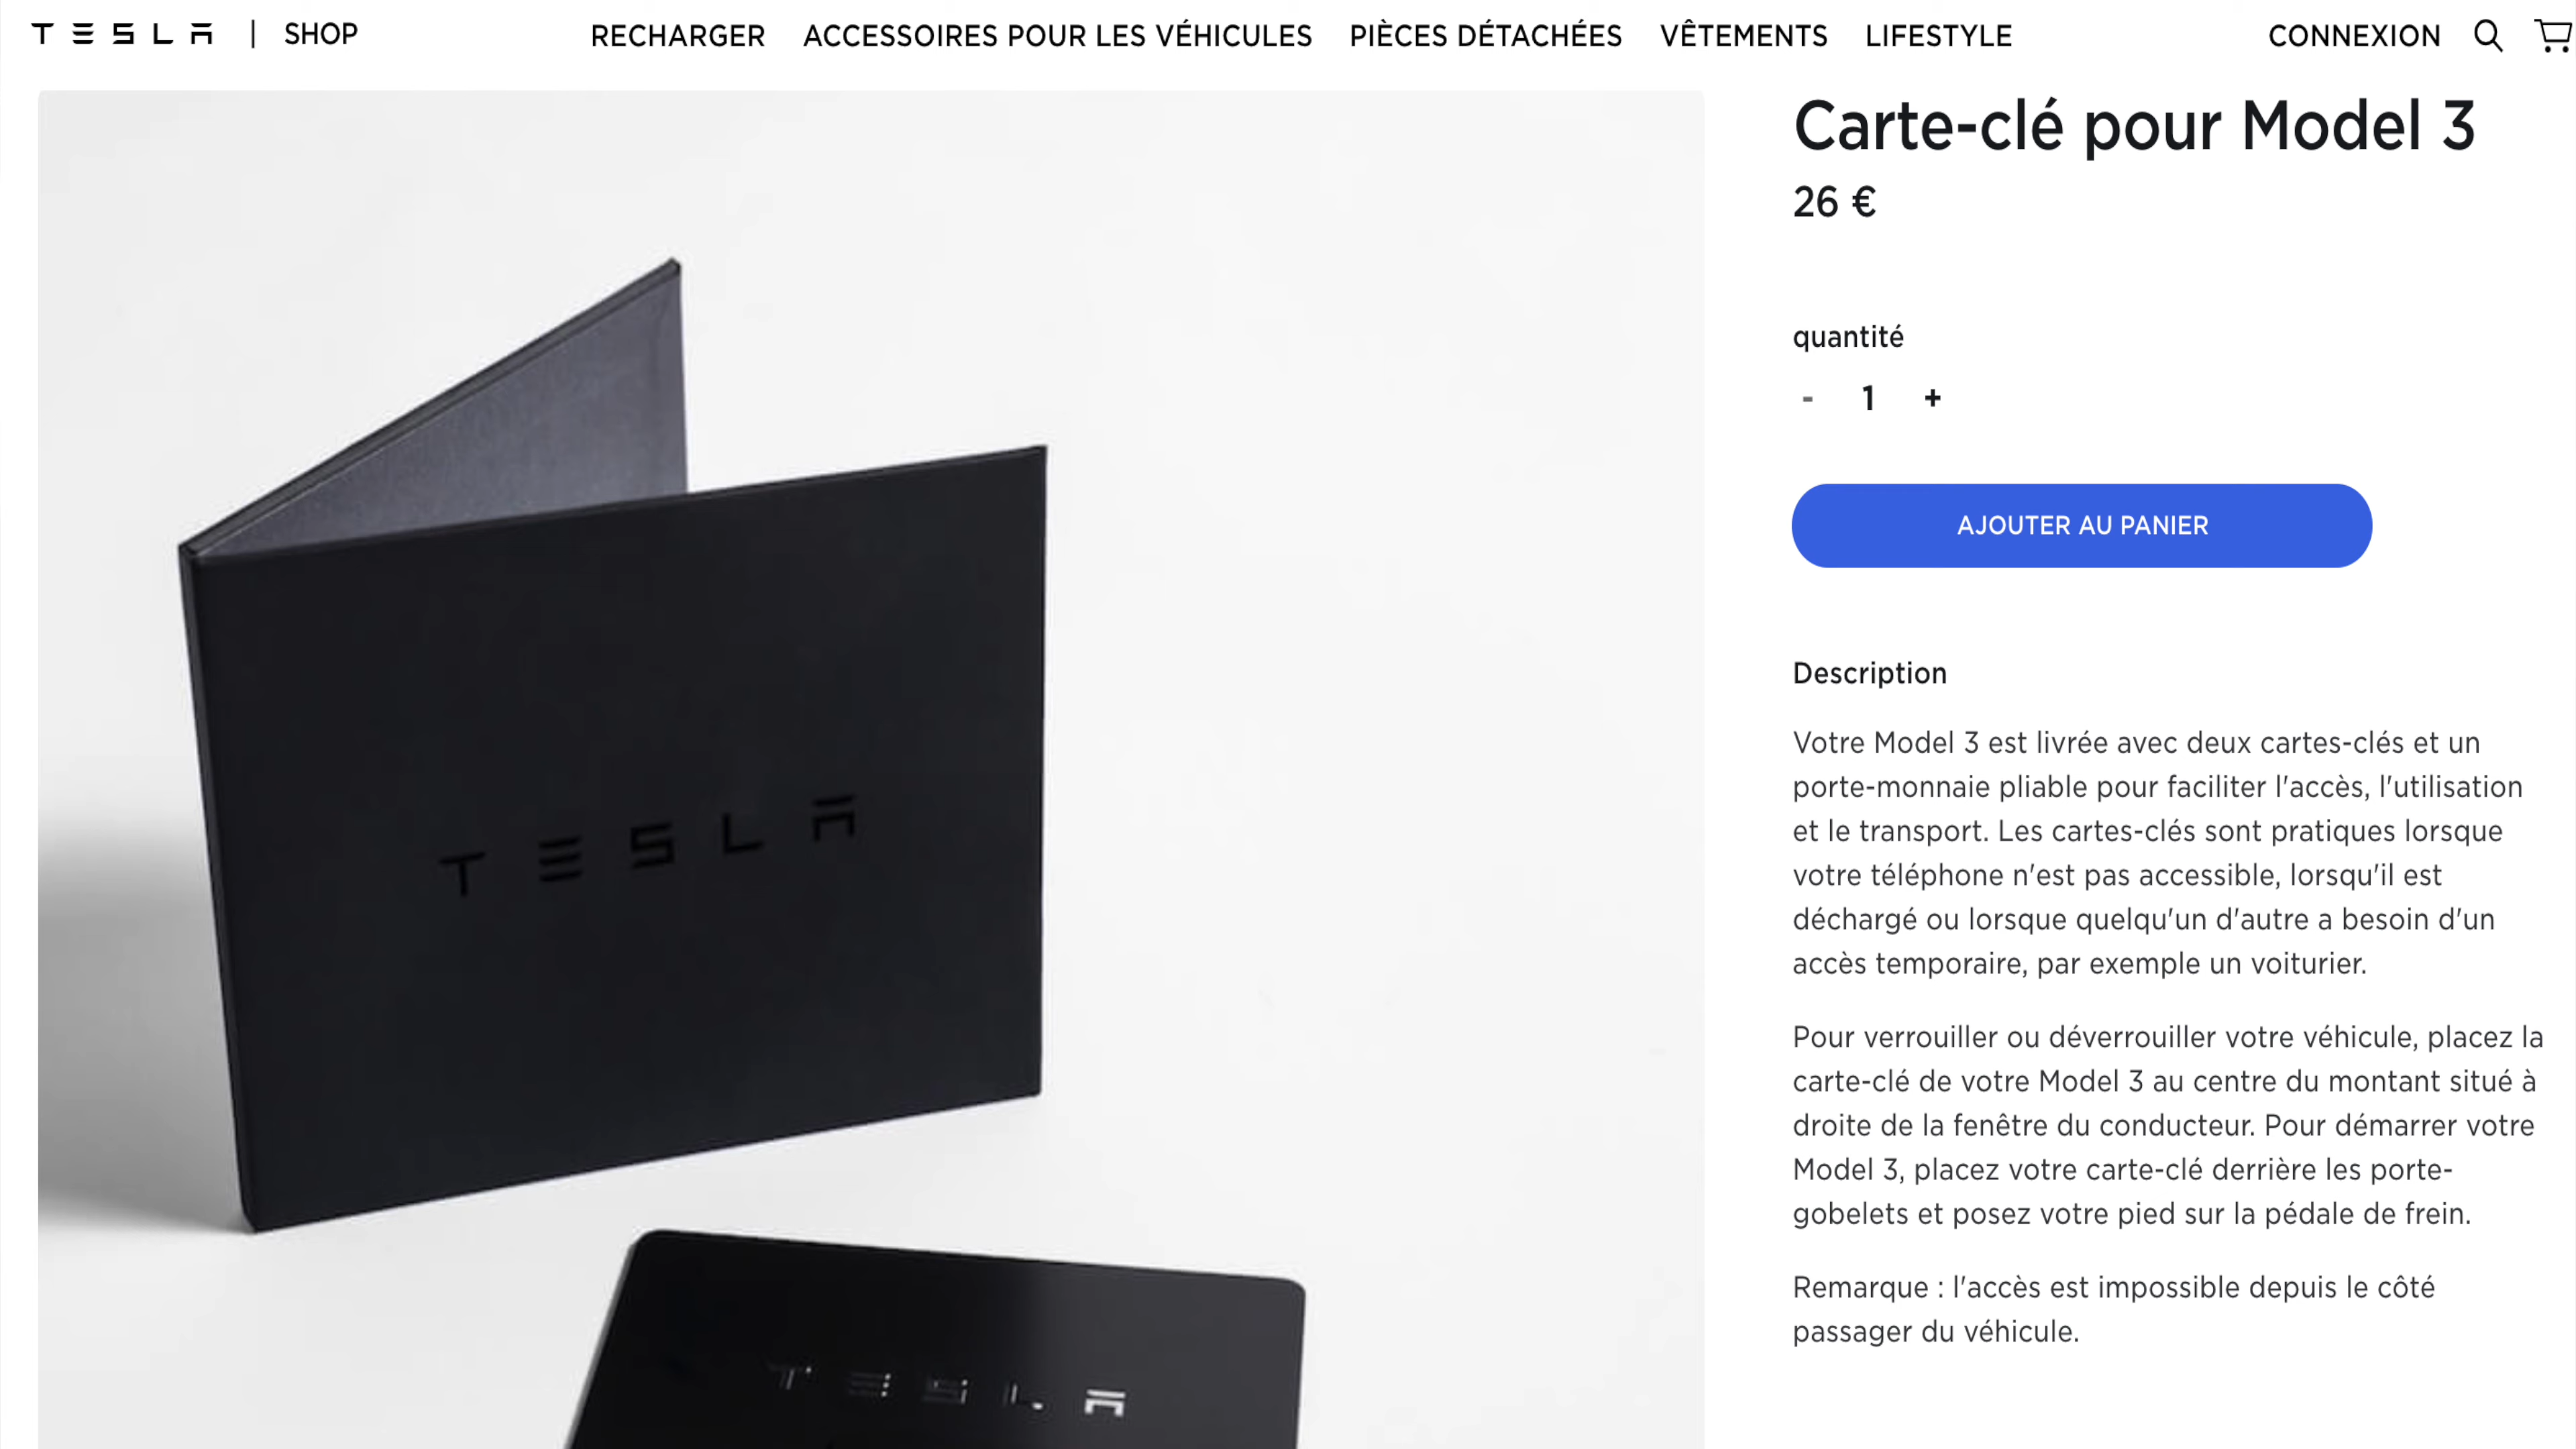 TESLA | SHOP
RECHARGER ACCESSOIRES POUR LES VÉHICULES PIÈCES DÉTACHÉES VÊTEMENTS LIFESTYLE
CONNEXION
TESLA
TESLA
Carte-clé pour Model 3
26 €
quantité
- 1 +
AJOUTER AU PANIER
Description
Votre Model 3 est livrée avec deux cartes-clés et un
porte-monnaie pliable pour faciliter l'accès, l'utilisation
et le transport. Les cartes-clés sont pratiques lorsque
votre téléphone n'est pas accessible, lorsqu'il est
déchargé ou lorsque quelqu'un d'autre a besoin d'un
accès temporaire, par exemple un voiturier.
Pour verrouiller ou déverrouiller votre véhicule, placez la
carte-clé de votre Model 3 au centre du montant situé à
droite de la fenêtre du conducteur. Pour démarrer votre
Model 3, placez votre carte-clé derrière les porte-
gobelets et posez votre pied sur la pédale de frein.
Remarque : l'accès est impossible depuis le côté
passager du véhicule.